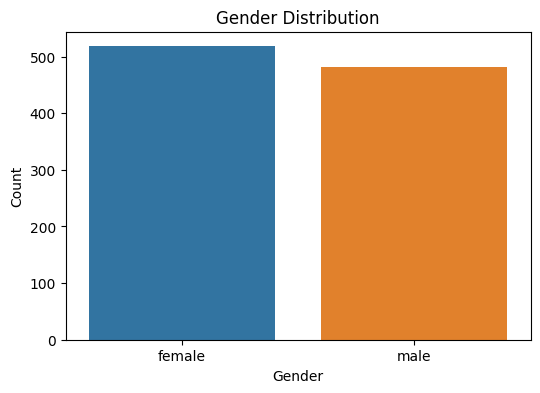 Gender Distribution
Count
500
400
300
200
100
0
female
male
Gender